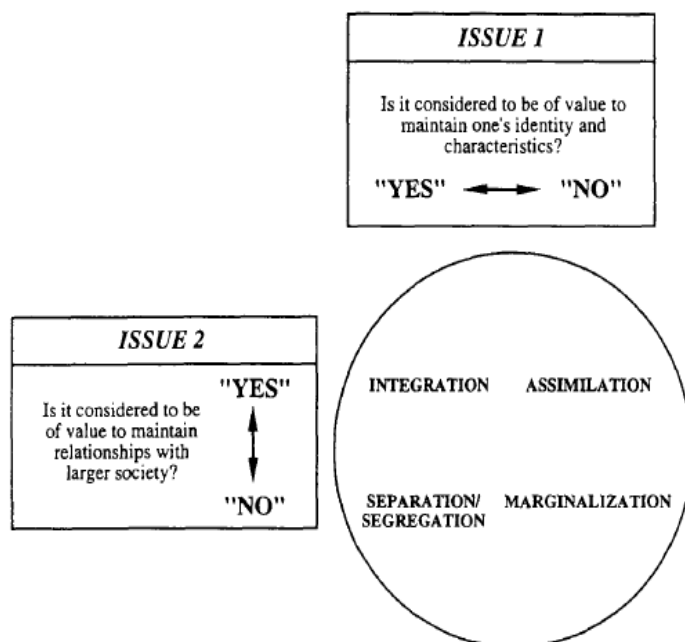 ISSUE 1
Is it considered to be of value to
maintain one's identity and
characteristics?
"YES" "NO"
ISSUE 2
"YES"
Is it considered to be
of value to maintain
relationships with
larger society?
"NO"
INTEGRATION ASSIMILATION
SEPARATION/ MARGINALIZATION
SEGREGATION